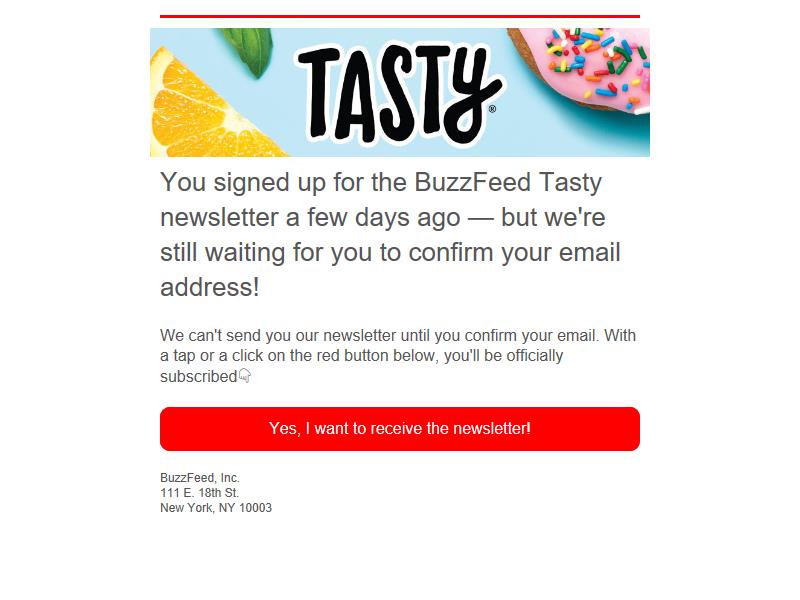 TASTY®
You signed up for the BuzzFeed Tasty
newsletter a few days ago — but we're
still waiting for you to confirm your email
address!
We can't send you our newsletter until you confirm your email. With
a tap or a click on the red button below, you'll be officially
subscribed👇
Yes, I want to receive the newsletter!
BuzzFeed, Inc.
111 E. 18th St.
New York, NY 10003